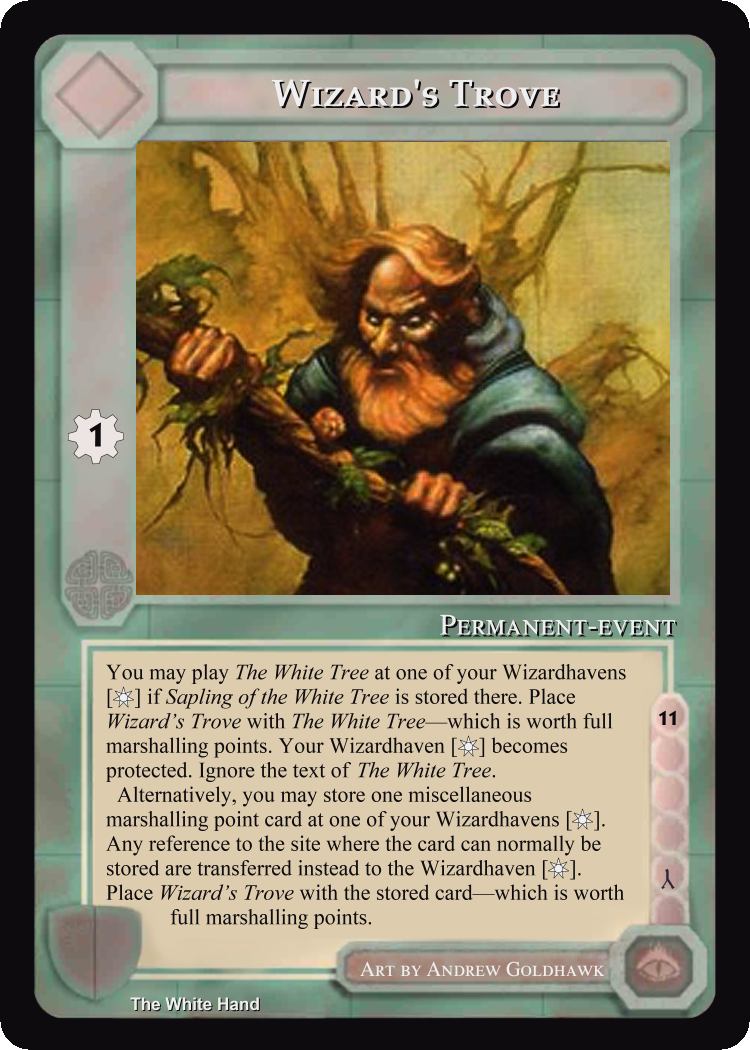 Wizard's Trove
1
Permanent-event
You may play The White Tree at one of your Wizardhavens
[] if Sapling of the White Tree is stored there. Place
Wizard's Trove with The White Tree—which is worth full
marshalling points. Your Wizardhaven [] becomes
protected. Ignore the text of The White Tree.
Alternatively, you may store one miscellaneous
marshalling point card at one of your Wizardhavens [].
Any reference to the site where the card can normally be
stored are transferred instead to the Wizardhaven [].
Place Wizard's Trove with the stored card—which is worth
full marshalling points.
11
Art by Andrew Goldhawk
The White Hand